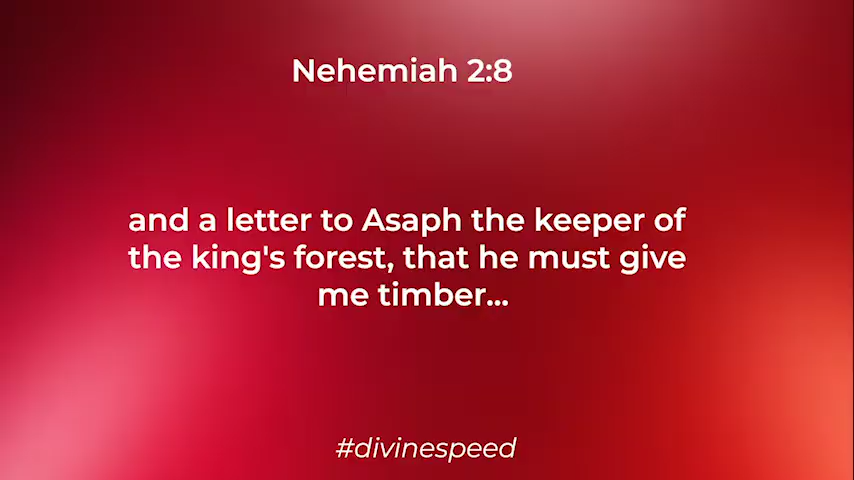 Nehemiah 2:8
and a letter to Asaph the keeper of
the king's forest, that he must give
me timber...
#divinespeed